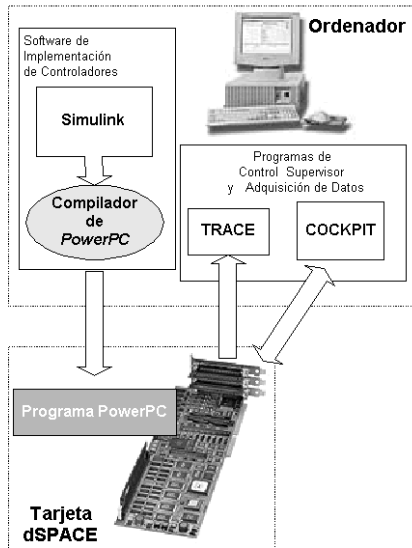 Software de
Implementación
de Controladores
Ordenador
Simulink
Compilador
de
PowerPC
Programas de
Control Supervisor
y Adquisición de Datos
TRACE
COCKPIT
Programa PowerPC
Tarjeta
dSPACE